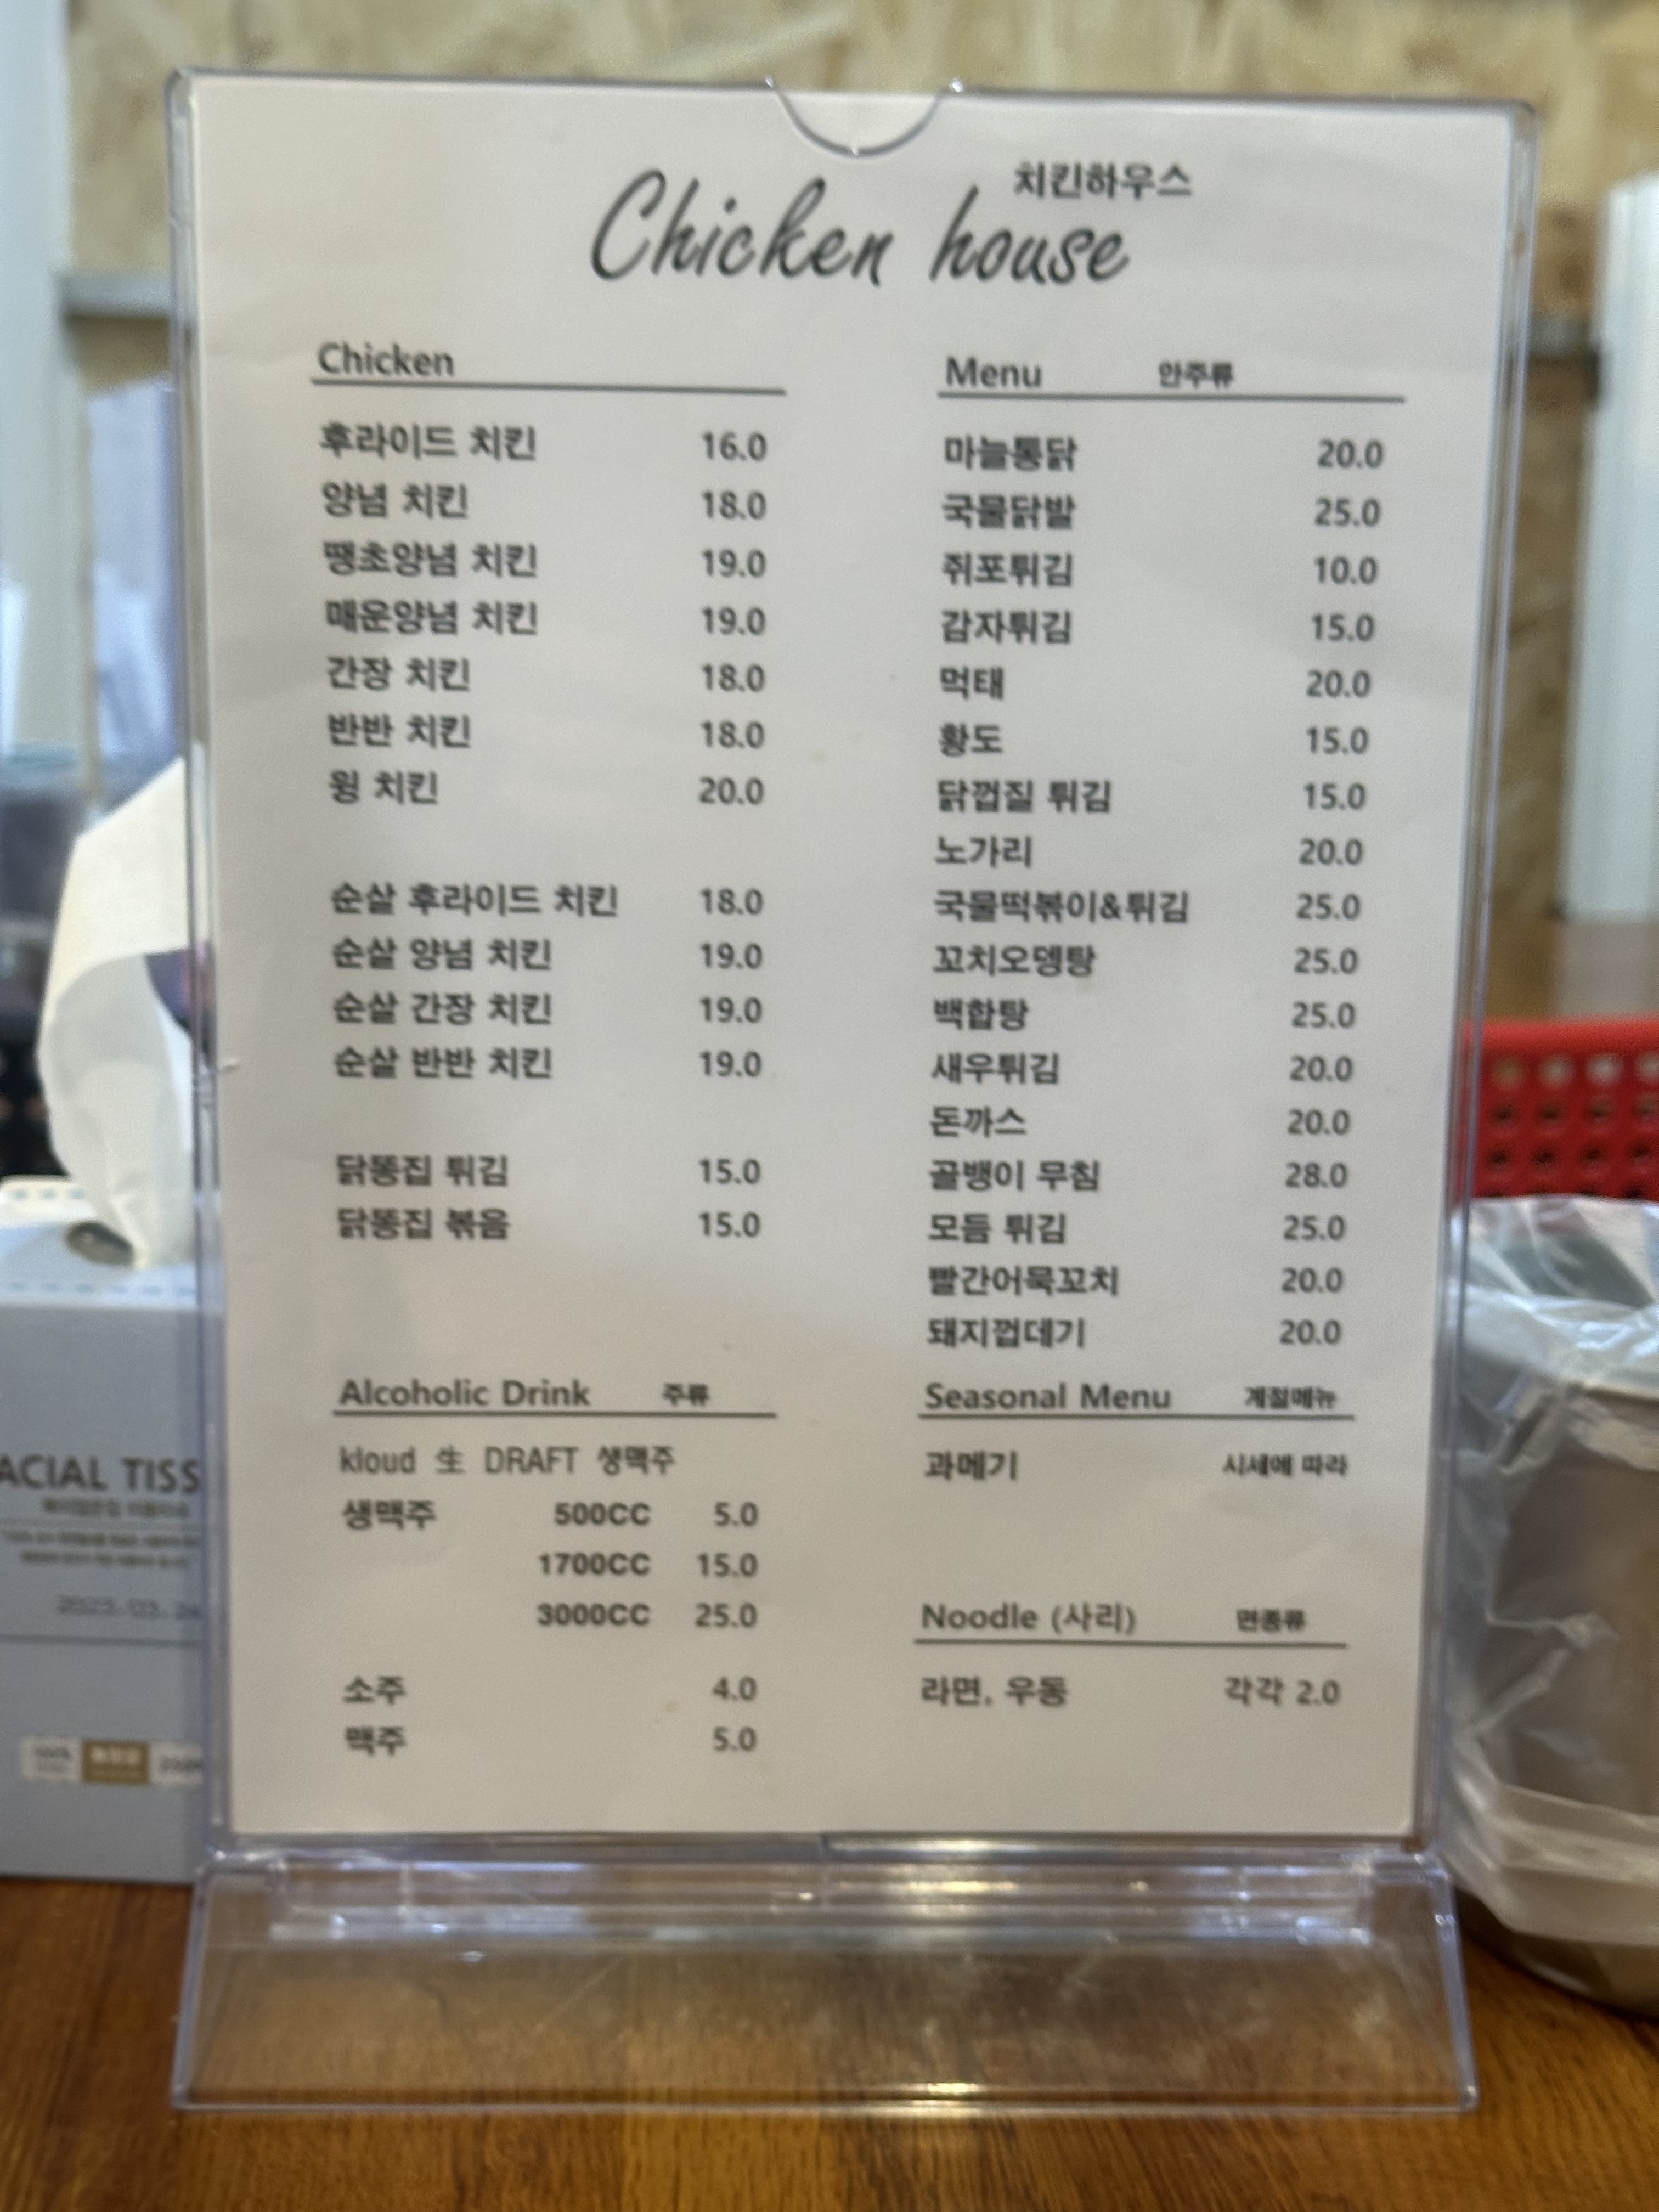 치킨하우스
Chicken house
Chicken
후라이드 치킨 16.0
양념 치킨 18.0
땡초양념 치킨 19.0
매운양념 치킨 19.0
간장 치킨 18.0
반반 치킨 18.0
윙 치킨 20.0
순살 후라이드 치킨 18.0
순살 양념 치킨 19.0
순살 간장 치킨 19.0
순살 반반 치킨 19.0
닭똥집 튀김 15.0
닭똥집 볶음 15.0
Alcoholic Drink 주류
kloud 生 DRAFT 생맥주
생맥주 500CC 5.0
1700CC 15.0
3000CC 25.0
소주 4.0
맥주 5.0
Menu 안주류
마늘통닭 20.0
국물닭발 25.0
쥐포튀김 10.0
감자튀김 15.0
먹태 20.0
황도 15.0
닭껍질 튀김 15.0
노가리 20.0
국물떡볶이&튀김 25.0
꼬치오뎅탕 25.0
백합탕 25.0
새우튀김 20.0
돈까스 20.0
골뱅이 무침 28.0
모듬 튀김 25.0
빨간어묵꼬치 20.0
돼지껍데기 20.0
Seasonal Menu 계절메뉴
과메기 시세에 따라
Noodle (사리) 면종류
라면, 우동 각각 2.0
ACIAL TISS